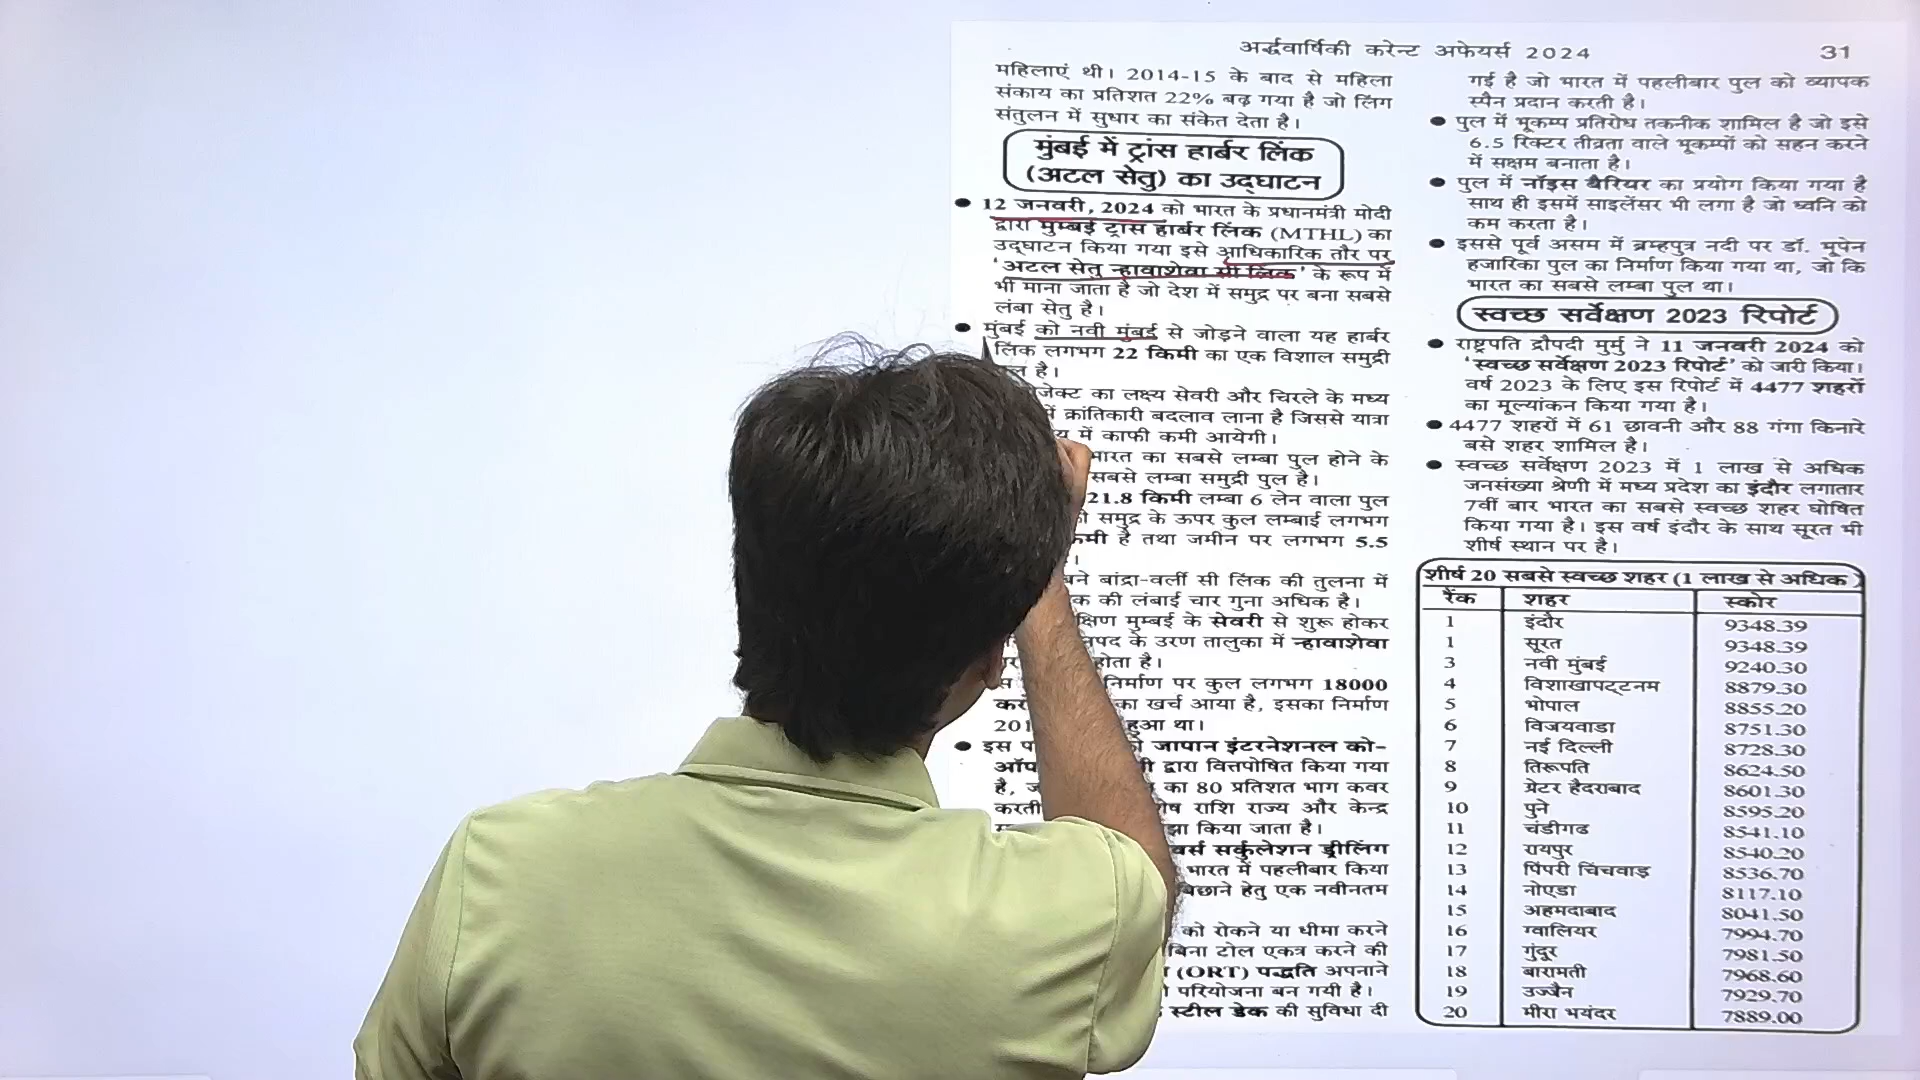 अर्द्धवार्षिकी करेन्ट अफेयर्स 2024
31
महिलाएं थी। 2014-15 के बाद से महिला
संकाय का प्रतिशत 22% बढ़ गया है जो लिंग
संतुलन में सुधार का संकेत देता है।
मुंबई में ट्रांस हार्बर लिंक
(अटल सेतु) का उद्घाटन
● 12 जनवरी, 2024 को भारत के प्रधानमंत्री मोदी
द्वारा मुम्बई ट्रांस हार्बर लिंक (MTHL) का
उद्घाटन किया गया इसे आधिकारिक तौर पर
'अटल सेतु न्हावाशेवा सी लिंक' के रूप में
भी माना जाता है जो देश में समुद्र पर बना सबसे
लंबा सेतु है।
● मुंबई को नवी मुंबई से जोड़ने वाला यह हार्बर
लिंक लगभग 22 किमी का एक विशाल समुद्री
है।
का लक्ष्य सेवरी और चिरले के मध्य
में क्रांतिकारी बदलाव लाना है जिससे यात्रा
में काफी कमी आयेगी।
भारत का सबसे लम्बा पुल होने के
सबसे लम्बा समुद्री पुल है।
21.8 किमी लम्बा 6 लेन वाला पुल
समुद्र के ऊपर कुल लम्बाई लगभग
है तथा जमीन पर लगभग 5.5
बांद्रा-वर्ली सी लिंक की तुलना में
की लंबाई चार गुना अधिक है।
मुम्बई के सेवरी से शुरू होकर
के उरण तालुका में न्हावाशेवा
होता है।
निर्माण पर कुल लगभग 18000
का खर्च आया है, इसका निर्माण
हुआ था।
● इस जापान इंटरनेशनल को-
द्वारा वित्तपोषित किया गया
है, का 80 प्रतिशत भाग कवर
करती राशि राज्य और केन्द्र
किया जाता है।
सर्कुलेशन ड्रीलिंग
भारत में पहलीबार किया
बिछाने हेतु एक नवीनतम
को रोकने या धीमा करने
बिना टोल एकत्र करने की
(ORT) पद्धति अपनाने
परियोजना बन गयी है।
स्टील डेक की सुविधा दी
गई है जो भारत में पहलीबार पुल को व्यापक
स्पैन प्रदान करती है।
● पुल में भूकम्प प्रतिरोध तकनीक शामिल है जो इसे
6.5 रिक्टर तीव्रता वाले भूकम्पों को सहन करने
में सक्षम बनाता है।
● पुल में नॉइस बैरियर का प्रयोग किया गया है
साथ ही इसमें साइलेंसर भी लगा है जो ध्वनि को
कम करता है।
● इससे पूर्व असम में ब्रम्हपुत्र नदी पर डॉ. भूपेन
हजारिका पुल का निर्माण किया गया था, जो कि
भारत का सबसे लम्बा पुल था।
स्वच्छ सर्वेक्षण 2023 रिपोर्ट
● राष्ट्रपति द्रौपदी मुर्मु ने 11 जनवरी 2024 को
'स्वच्छ सर्वेक्षण 2023 रिपोर्ट' को जारी किया।
वर्ष 2023 के लिए इस रिपोर्ट में 4477 शहरों
का मूल्यांकन किया गया है।
● 4477 शहरों में 61 छावनी और 88 गंगा किनारे
बसे शहर शामिल है।
● स्वच्छ सर्वेक्षण 2023 में 1 लाख से अधिक
जनसंख्या श्रेणी में मध्य प्रदेश का इंदौर लगातार
7वीं बार भारत का सबसे स्वच्छ शहर घोषित
किया गया है। इस वर्ष इंदौर के साथ सूरत भी
शीर्ष स्थान पर है।
शीर्ष 20 सबसे स्वच्छ शहर (1 लाख से अधिक )
रैंक शहर स्कोर
1 इंदौर 9348.39
1 सूरत 9348.39
3 नवी मुंबई 9240.30
4 विशाखापट्टनम 8879.30
5 भोपाल 8855.20
6 विजयवाडा 8751.30
7 नई दिल्ली 8728.30
8 तिरूपति 8624.50
9 ग्रेटर हैदराबाद 8601.30
10 पुने 8595.20
11 चंडीगढ 8541.10
12 रायपुर 8540.20
13 पिंपरी चिंचवाड़ 8536.70
14 नोएडा 8117.10
15 अहमदाबाद 8041.50
16 ग्वालियर 7994.70
17 गुंटूर 7981.50
18 बारामती 7968.60
19 उज्जैन 7929.70
20 मीरा भयंदर 7889.00